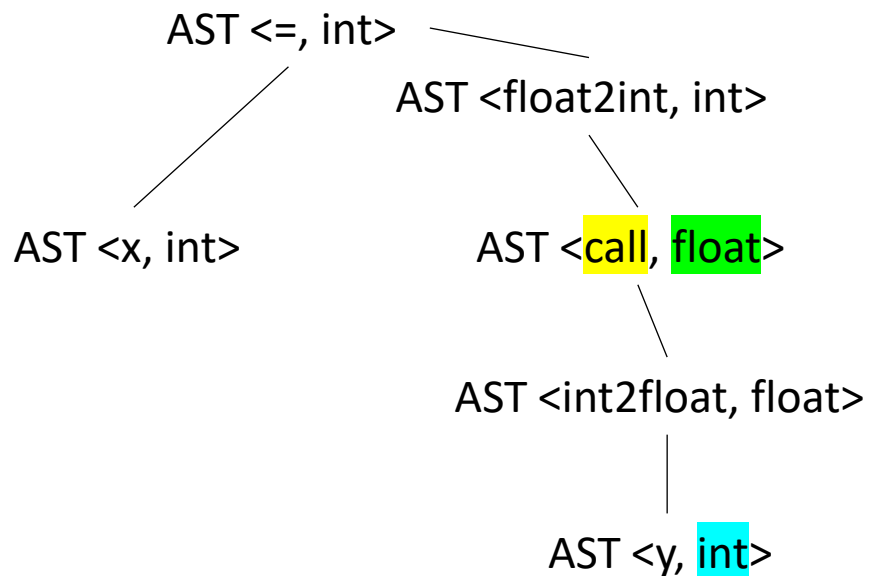 AST <=, int>
AST <float2int, int>
AST <x, int>
AST <call, float>
AST <int2float, float>
AST <y, int>